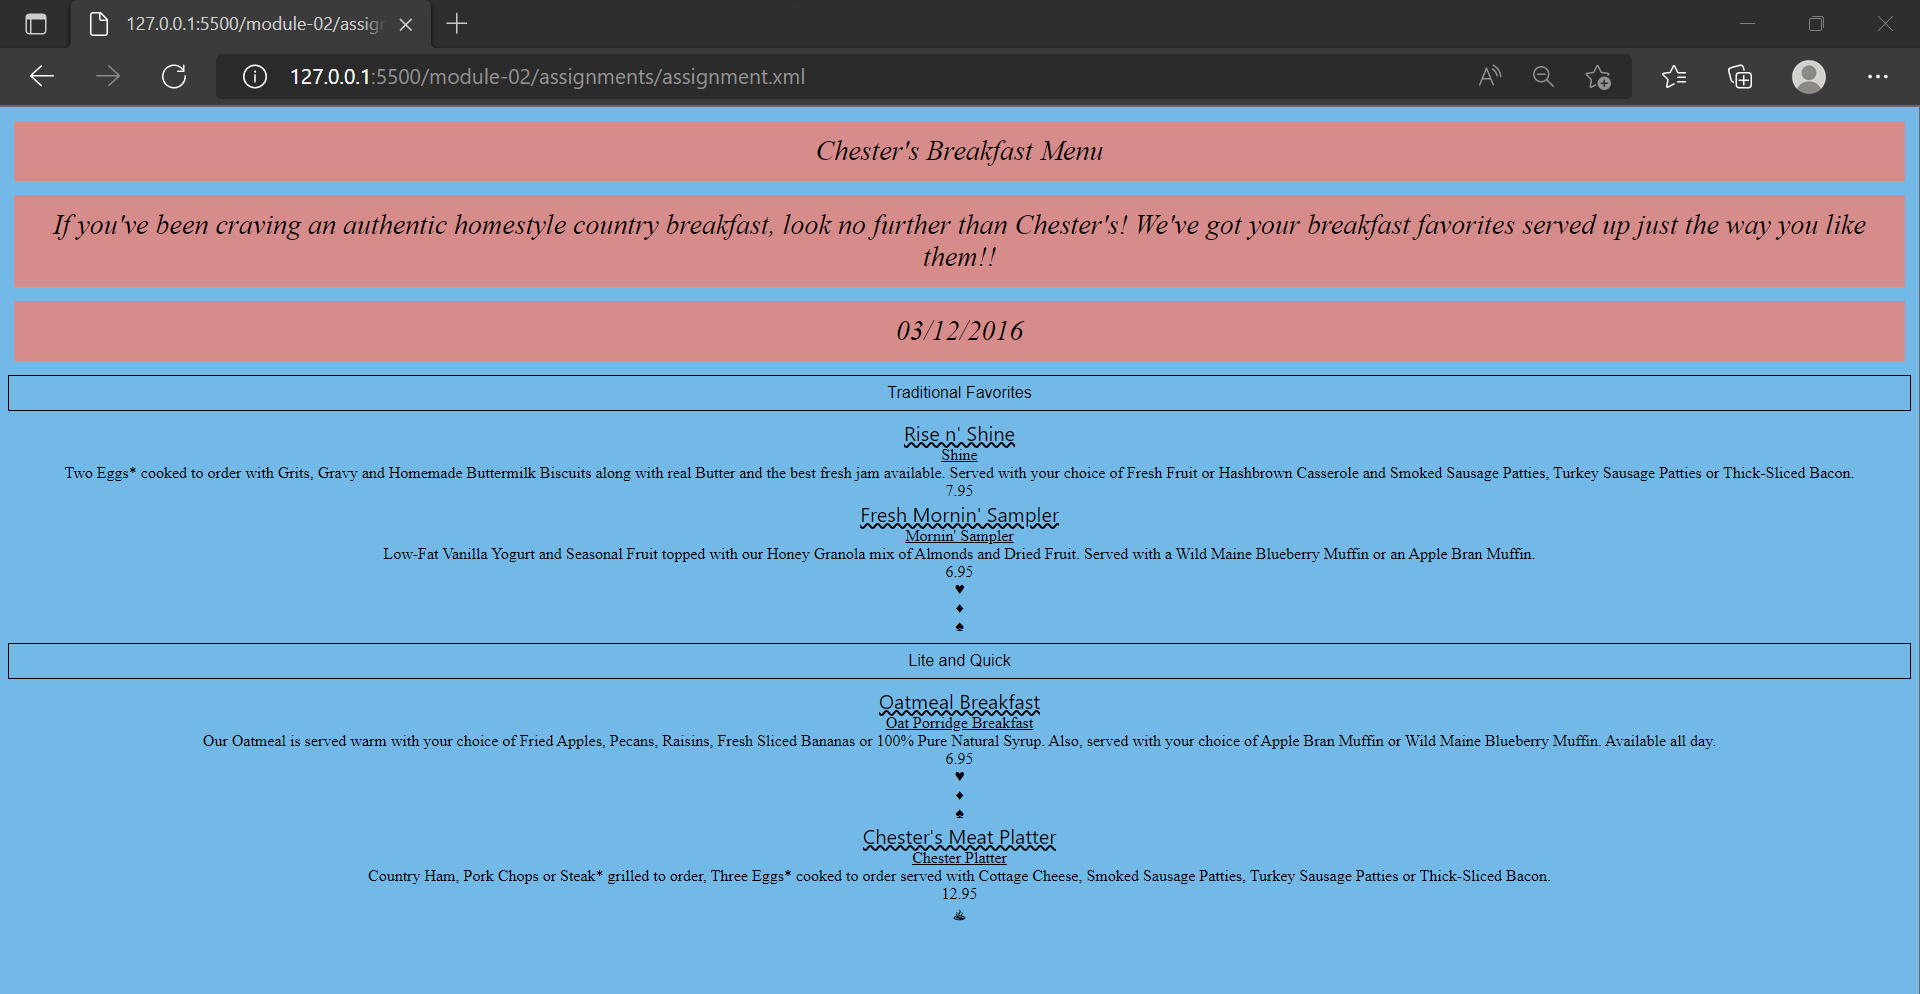 127.0.0.1:5500/module-02/assign
127.0.0.1:5500/module-02/assignments/assignment.xml
Chester's Breakfast Menu
If you've been craving an authentic homestyle country breakfast, look no further than Chester's! We've got your breakfast favorites served up just the way you like
them!!
03/12/2016
Traditional Favorites
Rise n' Shine
Shine
Two Eggs* cooked to order with Grits, Gravy and Homemade Buttermilk Biscuits along with real Butter and the best fresh jam available. Served with your choice of Fresh Fruit or Hashbrown Casserole and Smoked Sausage Patties, Turkey Sausage Patties or Thick-Sliced Bacon.
7.95
Fresh Mornin' Sampler
Mornin' Sampler
Low-Fat Vanilla Yogurt and Seasonal Fruit topped with our Honey Granola mix of Almonds and Dried Fruit. Served with a Wild Maine Blueberry Muffin or an Apple Bran Muffin.
6.95
♥
♦
♠
Lite and Quick
Oatmeal Breakfast
Oat Porridge Breakfast
Our Oatmeal is served warm with your choice of Fried Apples, Pecans, Raisins, Fresh Sliced Bananas or 100% Pure Natural Syrup. Also, served with your choice of Apple Bran Muffin or Wild Maine Blueberry Muffin. Available all day.
6.95
♥
♦
♠
Chester's Meat Platter
Chester Platter
Country Ham, Pork Chops or Steak* grilled to order, Three Eggs* cooked to order served with Cottage Cheese, Smoked Sausage Patties, Turkey Sausage Patties or Thick-Sliced Bacon.
12.95